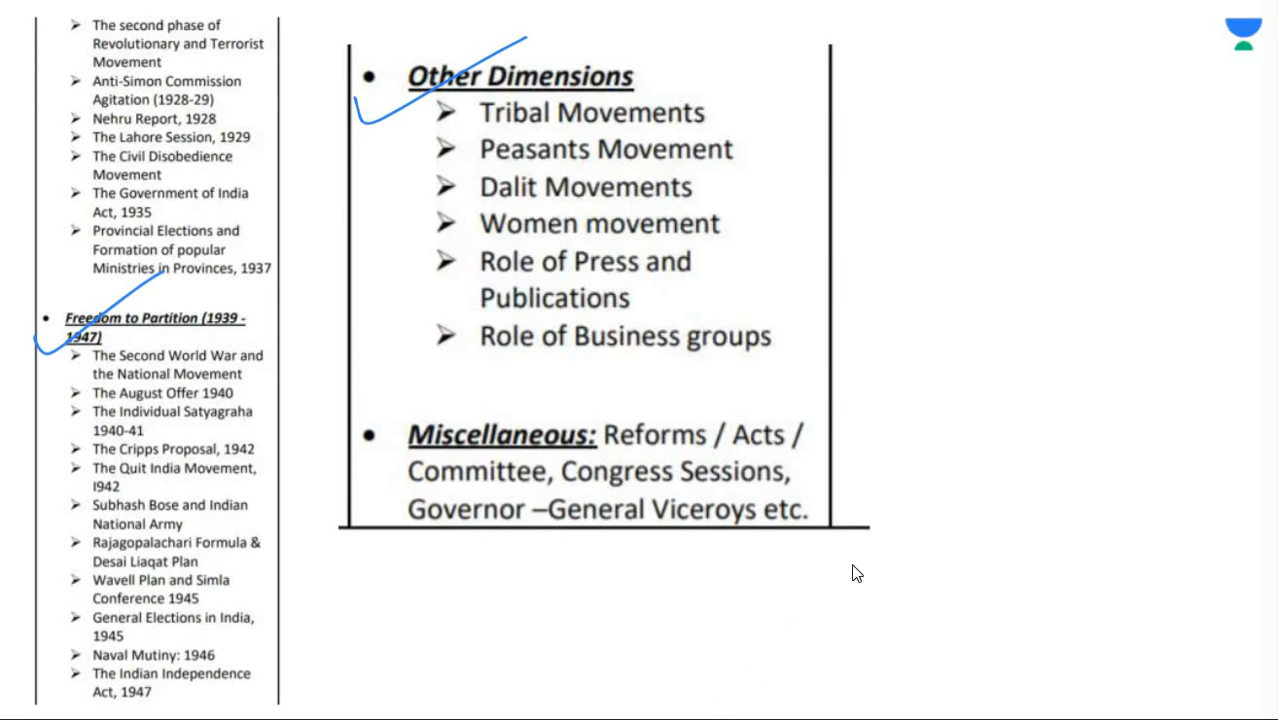 ➢ The second phase of
Revolutionary and Terrorist
Movement
➢ Anti-Simon Commission
Agitation (1928-29)
➢ Nehru Report, 1928
➢ The Lahore Session, 1929
➢ The Civil Disobedience
Movement
➢ The Government of India
Act, 1935
➢ Provincial Elections and
Formation of popular
Ministries in Provinces, 1937
• Freedom to Partition (1939 -
1947)
➢ The Second World War and
the National Movement
➢ The August Offer 1940
➢ The Individual Satyagraha
1940-41
➢ The Cripps Proposal, 1942
➢ The Quit India Movement,
I942
➢ Subhash Bose and Indian
National Army
➢ Rajagopalachari Formula &
Desai Liaqat Plan
➢ Wavell Plan and Simla
Conference 1945
➢ General Elections in India,
1945
➢ Naval Mutiny: 1946
➢ The Indian Independence
Act, 1947
• Other Dimensions
➢ Tribal Movements
➢ Peasants Movement
➢ Dalit Movements
➢ Women movement
➢ Role of Press and
Publications
➢ Role of Business groups
• Miscellaneous: Reforms / Acts /
Committee, Congress Sessions,
Governor –General Viceroys etc.